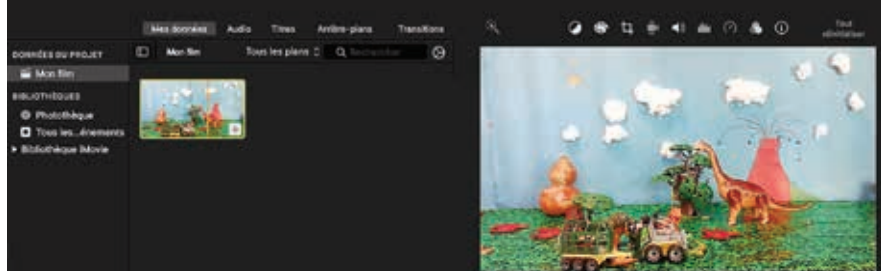 Mes données Audio Titres Arrière-plans Transitions
Tout réinitialiser
DONNÉES DU PROJET
Mon film Tous les plans Rechercher
Mon film
BIBLIOTHÈQUES
Photothèque
Tous les...énements
Bibliothèque iMovie